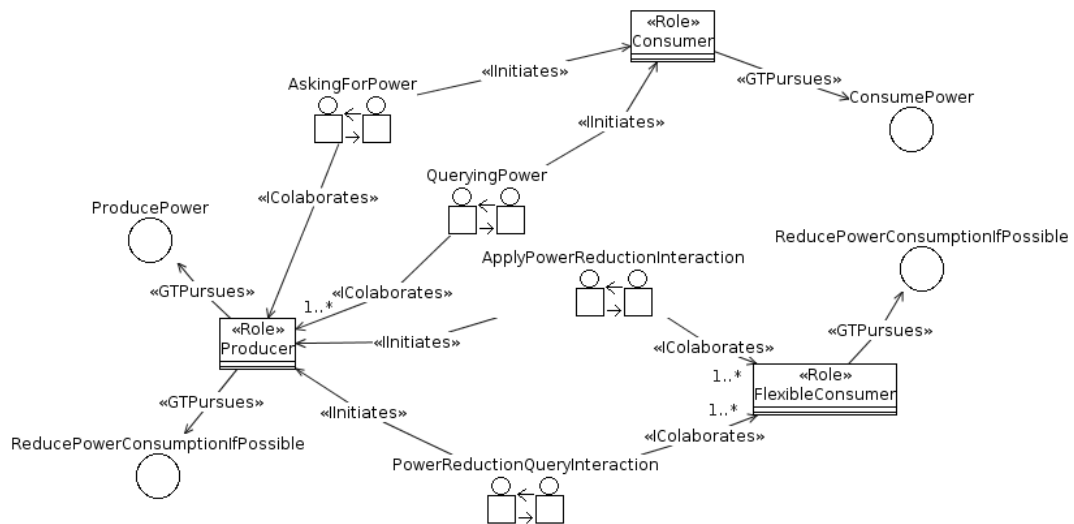 «Role»
Consumer
«IInitiates»
«GTPursues»
AskingForPower
ConsumePower
«IInitiates»
QueryingPower
«IColaborates»
ProducePower
ReducePowerConsumptionIfPossible
ApplyPowerReductionInteraction
«GTPursues»
«IColaborates»
1..*
«Role»
Producer
«IInitiates»
«GTPursues»
«IColaborates»
1..*
«Role»
FlexibleConsumer
«GTPursues»
«IInitiates»
1..*
«IColaborates»
ReducePowerConsumptionIfPossible
PowerReductionQueryInteraction